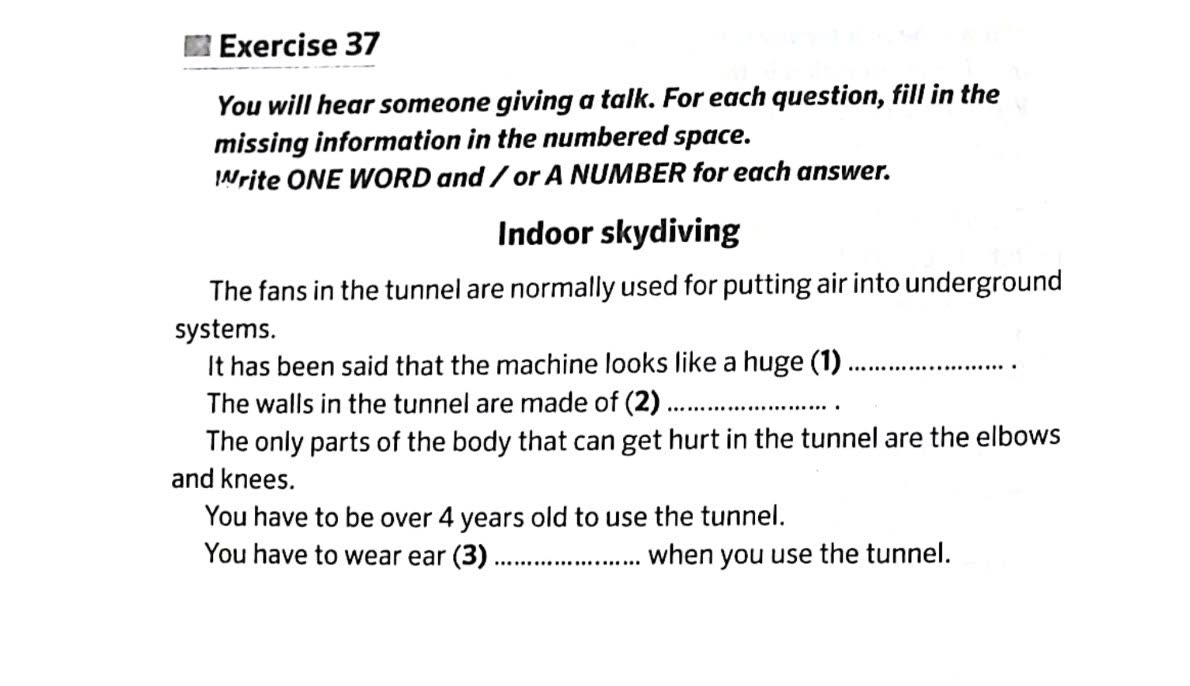 Exercise 37
You will hear someone giving a talk. For each question, fill in the
missing information in the numbered space.
Write ONE WORD and / or A NUMBER for each answer.
Indoor skydiving
The fans in the tunnel are normally used for putting air into underground
systems.
It has been said that the machine looks like a huge (1) ........................ .
The walls in the tunnel are made of (2) ......................... .
The only parts of the body that can get hurt in the tunnel are the elbows
and knees.
You have to be over 4 years old to use the tunnel.
You have to wear ear (3) ....................... when you use the tunnel.